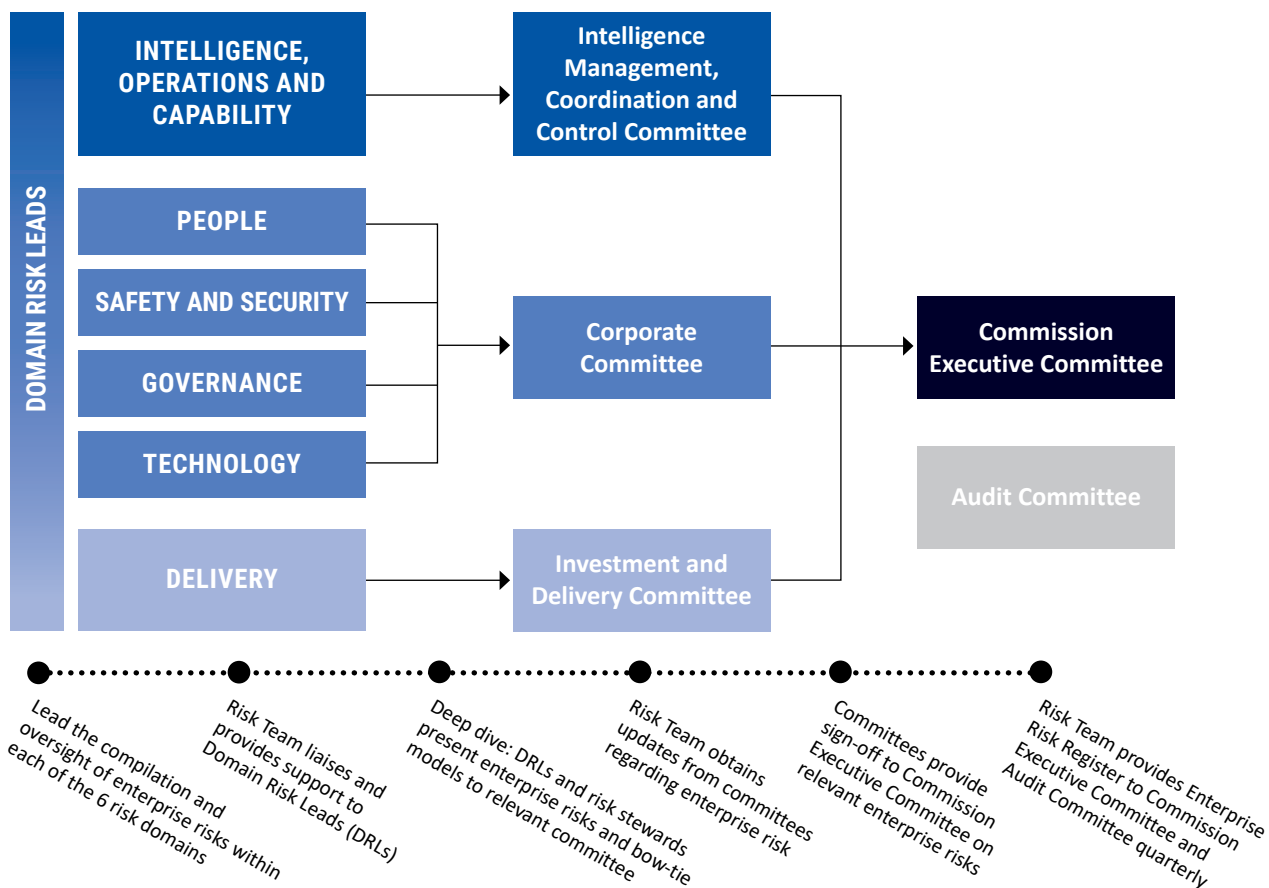 DOMAIN RISK LEADS
INTELLIGENCE,
OPERATIONS AND
CAPABILITY
Intelligence
Management,
Coordination and
Control Committee
PEOPLE
SAFETY AND SECURITY
GOVERNANCE
TECHNOLOGY
Corporate
Committee
Commission
Executive Committee
Audit Committee
DELIVERY
Investment and
Delivery Committee
Lead the compilation and
oversight of enterprise risks within
each of the 6 risk domains
Risk Team liaises and
provides support to
Domain Risk Leads (DRLs)
Deep dive: DRLs and risk stewards
present enterprise risks and bow-tie
models to relevant committee
Risk Team obtains
updates from committees
regarding enterprise risk
Committees provide
sign-off to Commission
Executive Committee on
relevant enterprise risks
Risk Team provides Enterprise
Risk Register to Commission
Executive Committee and
Audit Committee quarterly